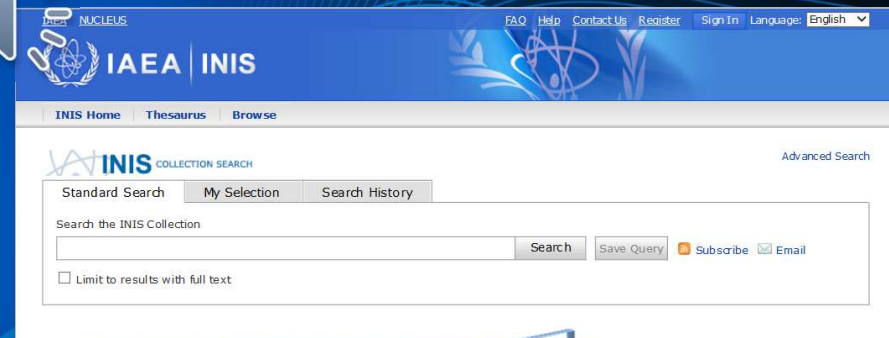 IAEA NUCLEUS FAQ Help Contact Us Register Sign In Language: English
IAEA | INIS
INIS Home Thesaurus Browse
INIS COLLECTION SEARCH Advanced Search
Standard Search My Selection Search History
Search the INIS Collection
Search Save Query Subscribe Email
Limit to results with full text